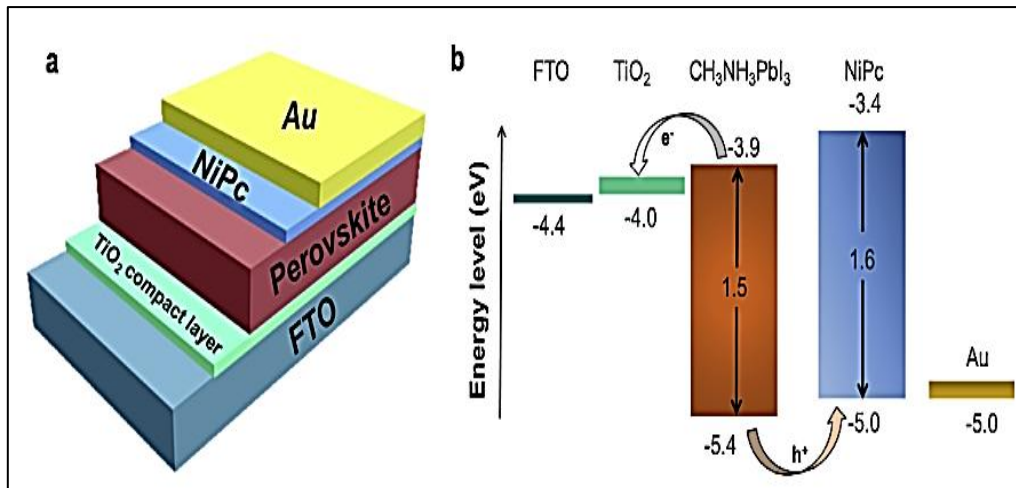 a
Au
NiPc
Perovskite
TiO₂ compact layer
FTO
b
FTO TiO₂ CH₃NH₃PbI₃ NiPc
-3.4
e⁻
-3.9
-4.4
-4.0
Energy level (eV)
1.5
1.6
Au
-5.4
h⁺
-5.0
-5.0